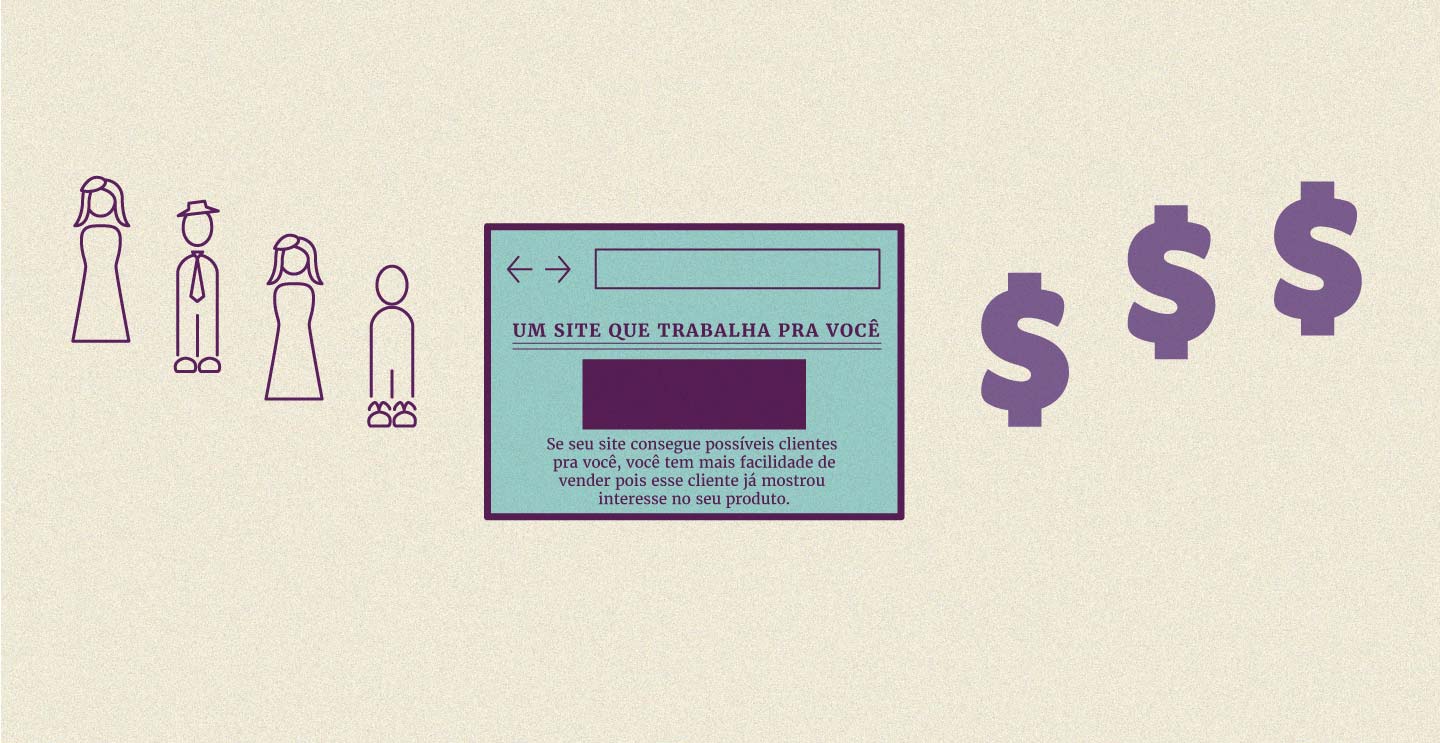 UM SITE QUE TRABALHA PRA VOCÊ
Se seu site consegue possíveis clientes
pra você, você tem mais facilidade de
vender pois esse cliente já mostrou
interesse no seu produto.
$
$
$